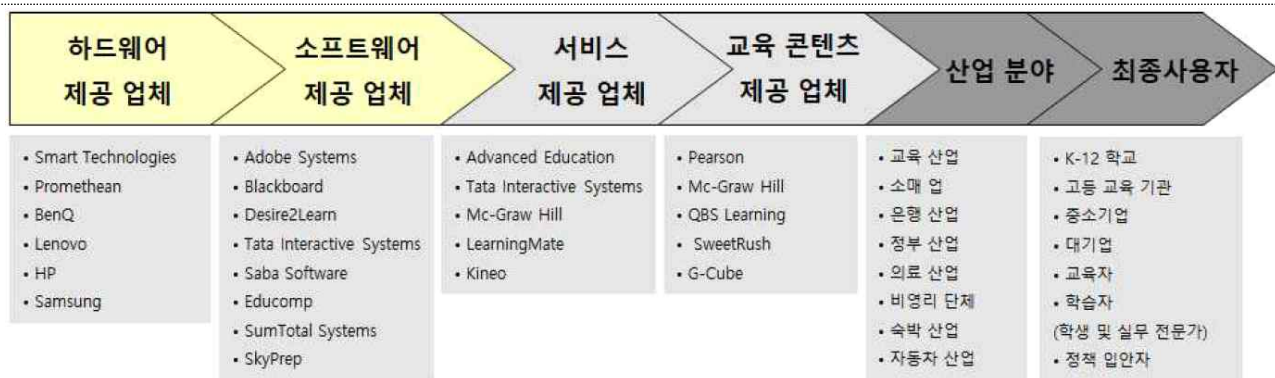 하드웨어
제공 업체
소프트웨어
제공 업체
서비스
제공 업체
교육 콘텐츠
제공 업체
산업 분야
최종사용자
• Smart Technologies
• Promethean
• BenQ
• Lenovo
• HP
• Samsung
• Adobe Systems
• Blackboard
• Desire2Learn
• Tata Interactive Systems
• Saba Software
• Educomp
• SumTotal Systems
• SkyPrep
• Advanced Education
• Tata Interactive Systems
• Mc-Graw Hill
• LearningMate
• Kineo
• Pearson
• Mc-Graw Hill
• QBS Learning
• SweetRush
• G-Cube
• 교육 산업
• 소매 업
• 은행 산업
• 정부 산업
• 의료 산업
• 비영리 단체
• 숙박 산업
• 자동차 산업
• K-12 학교
• 고등 교육 기관
• 중소기업
• 대기업
• 교육자
• 학습자
(학생 및 실무 전문가)
• 정책 입안자